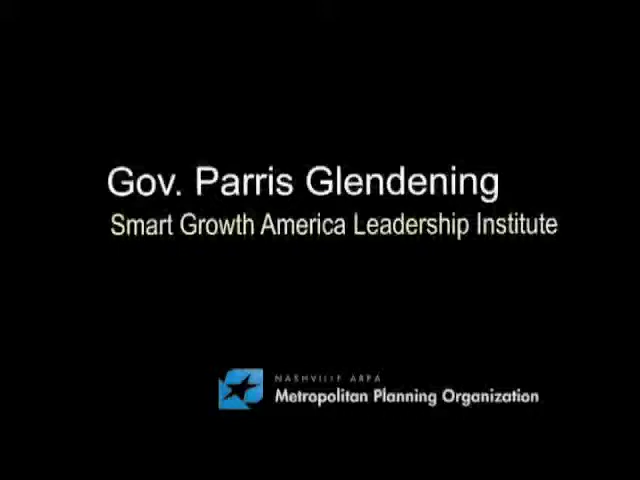 Gov. Parris Glendening
Smart Growth America Leadership Institute
NASHVILLE AREA
Metropolitan Planning Organization